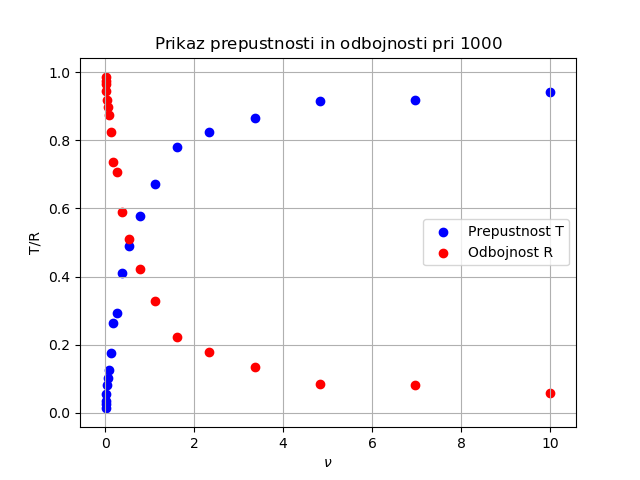 Prikaz prepustnosti in odbojnosti pri 1000
1.0
0.8
0.6
0.4
0.2
0.0
T/R
Prepustnost T
Odbojnost R
0 2 4 6 8 10
ν